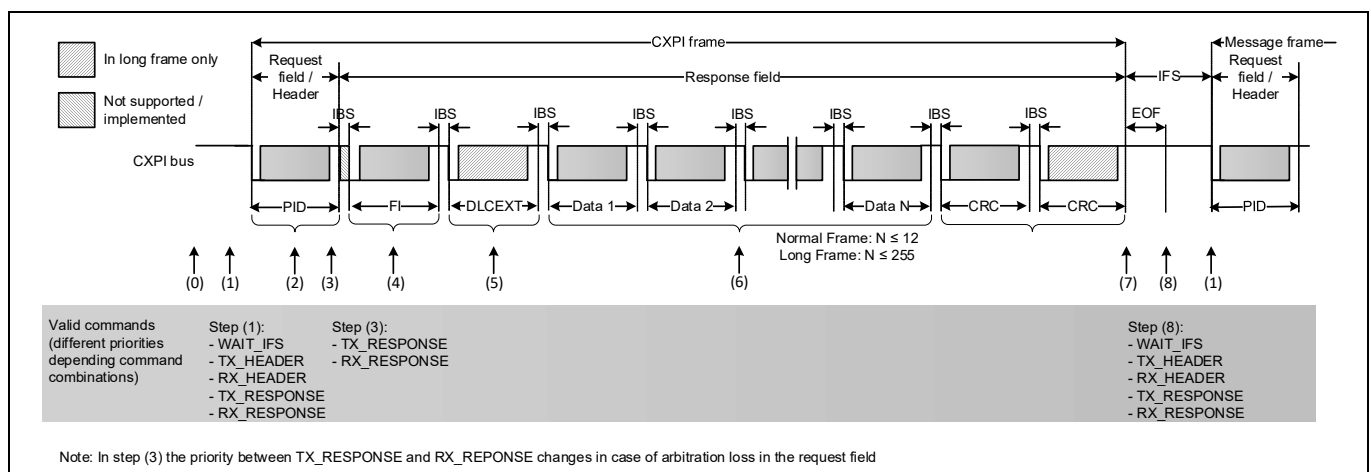 CXPI frame
Message frame
In long frame only
Request
field /
Header
Response field
IFS
Request
field /
Header
Not supported /
implemented
IBS
IBS
IBS
IBS
IBS
IBS
IBS
IBS
EOF
CXPI bus
PID
FI
DLCEXT
Data 1
Data 2
Data N
CRC
CRC
PID
Normal Frame: N ≤ 12
Long Frame: N ≤ 255
(0)
(1)
(2)
(3)
(4)
(5)
(6)
(7)
(8)
(1)
Valid commands
(different priorities
depending command
combinations)
Step (1):
- WAIT_IFS
- TX_HEADER
- RX_HEADER
- TX_RESPONSE
- RX_RESPONSE
Step (3):
- TX_RESPONSE
- RX_RESPONSE
Step (8):
- WAIT_IFS
- TX_HEADER
- RX_HEADER
- TX_RESPONSE
- RX_RESPONSE
Note: In step (3) the priority between TX_RESPONSE and RX_REPONSE changes in case of arbitration loss in the request field